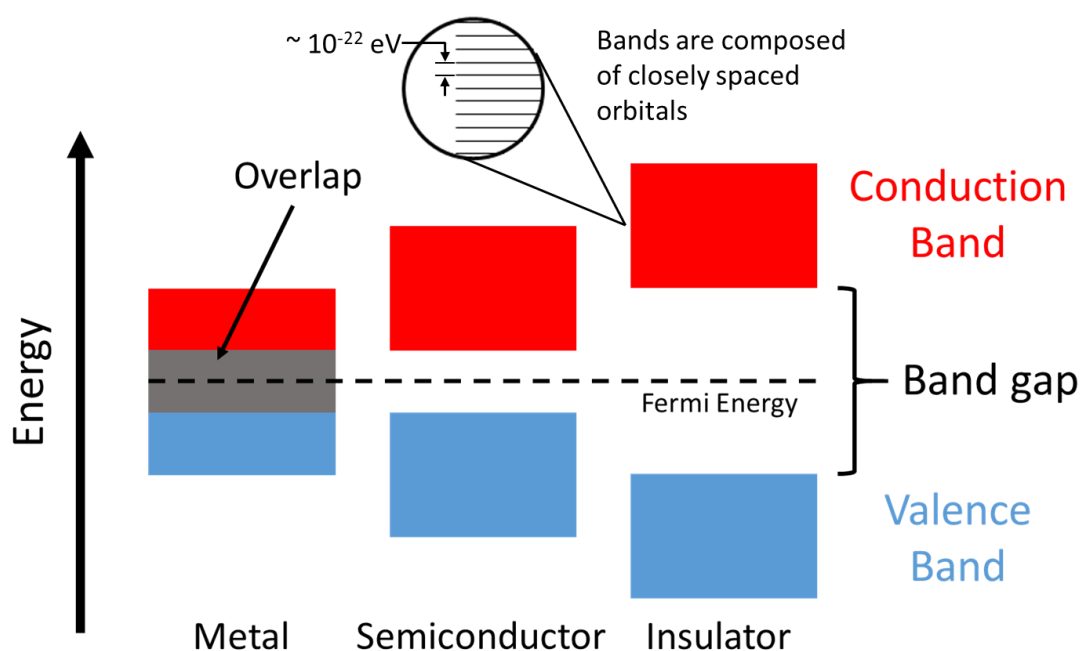 ~ 10⁻²² eV
Bands are composed
of closely spaced
orbitals
Overlap
Conduction
Band
Energy
Fermi Energy
Band gap
Valence
Band
Metal
Semiconductor
Insulator